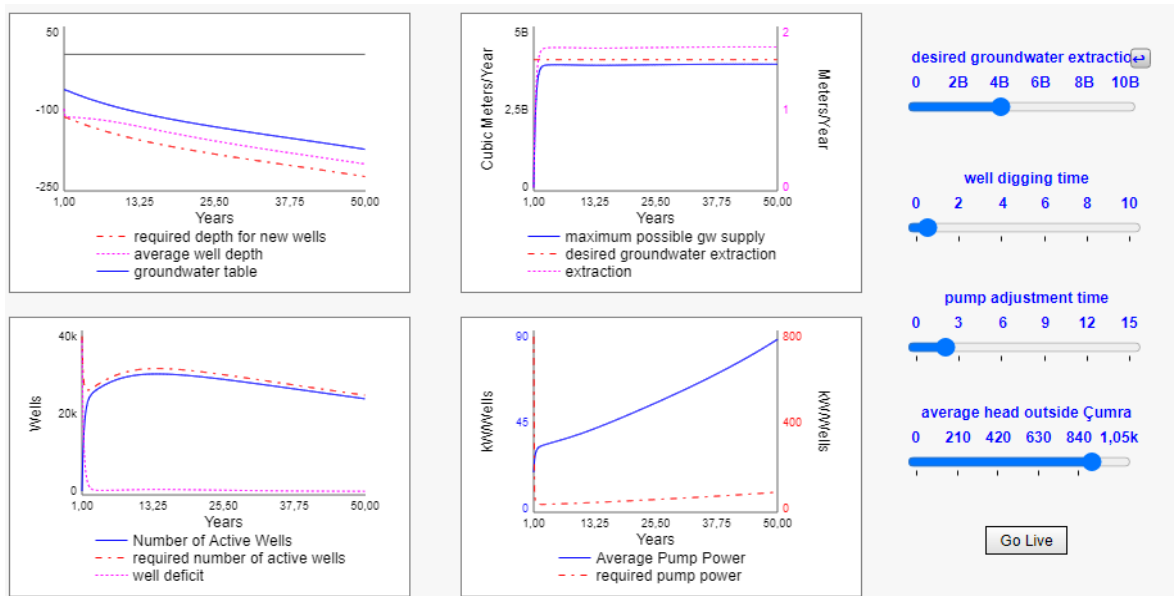 50
-100
-250
1,00
13,25
25,50
37,75
50,00
Years
required depth for new wells
average well depth
groundwater table
5B
2,5B
0
Cubic Meters/Year
2
1
0
Meters/Year
1,00
13,25
25,50
37,75
50,00
Years
maximum possible gw supply
desired groundwater extraction
extraction
desired groundwater extractio
0 2B 4B 6B 8B 10B
well digging time
0 2 4 6 8 10
pump adjustment time
0 3 6 9 12 15
average head outside Çumra
0 210 420 630 840 1,05k
Go Live
40k
20k
0
Wells
1,00
13,25
25,50
37,75
50,00
Years
Number of Active Wells
required number of active wells
well deficit
90
45
0
kW/Wells
800
400
0
kW/Wells
1,00
13,25
25,50
37,75
50,00
Years
Average Pump Power
required pump power